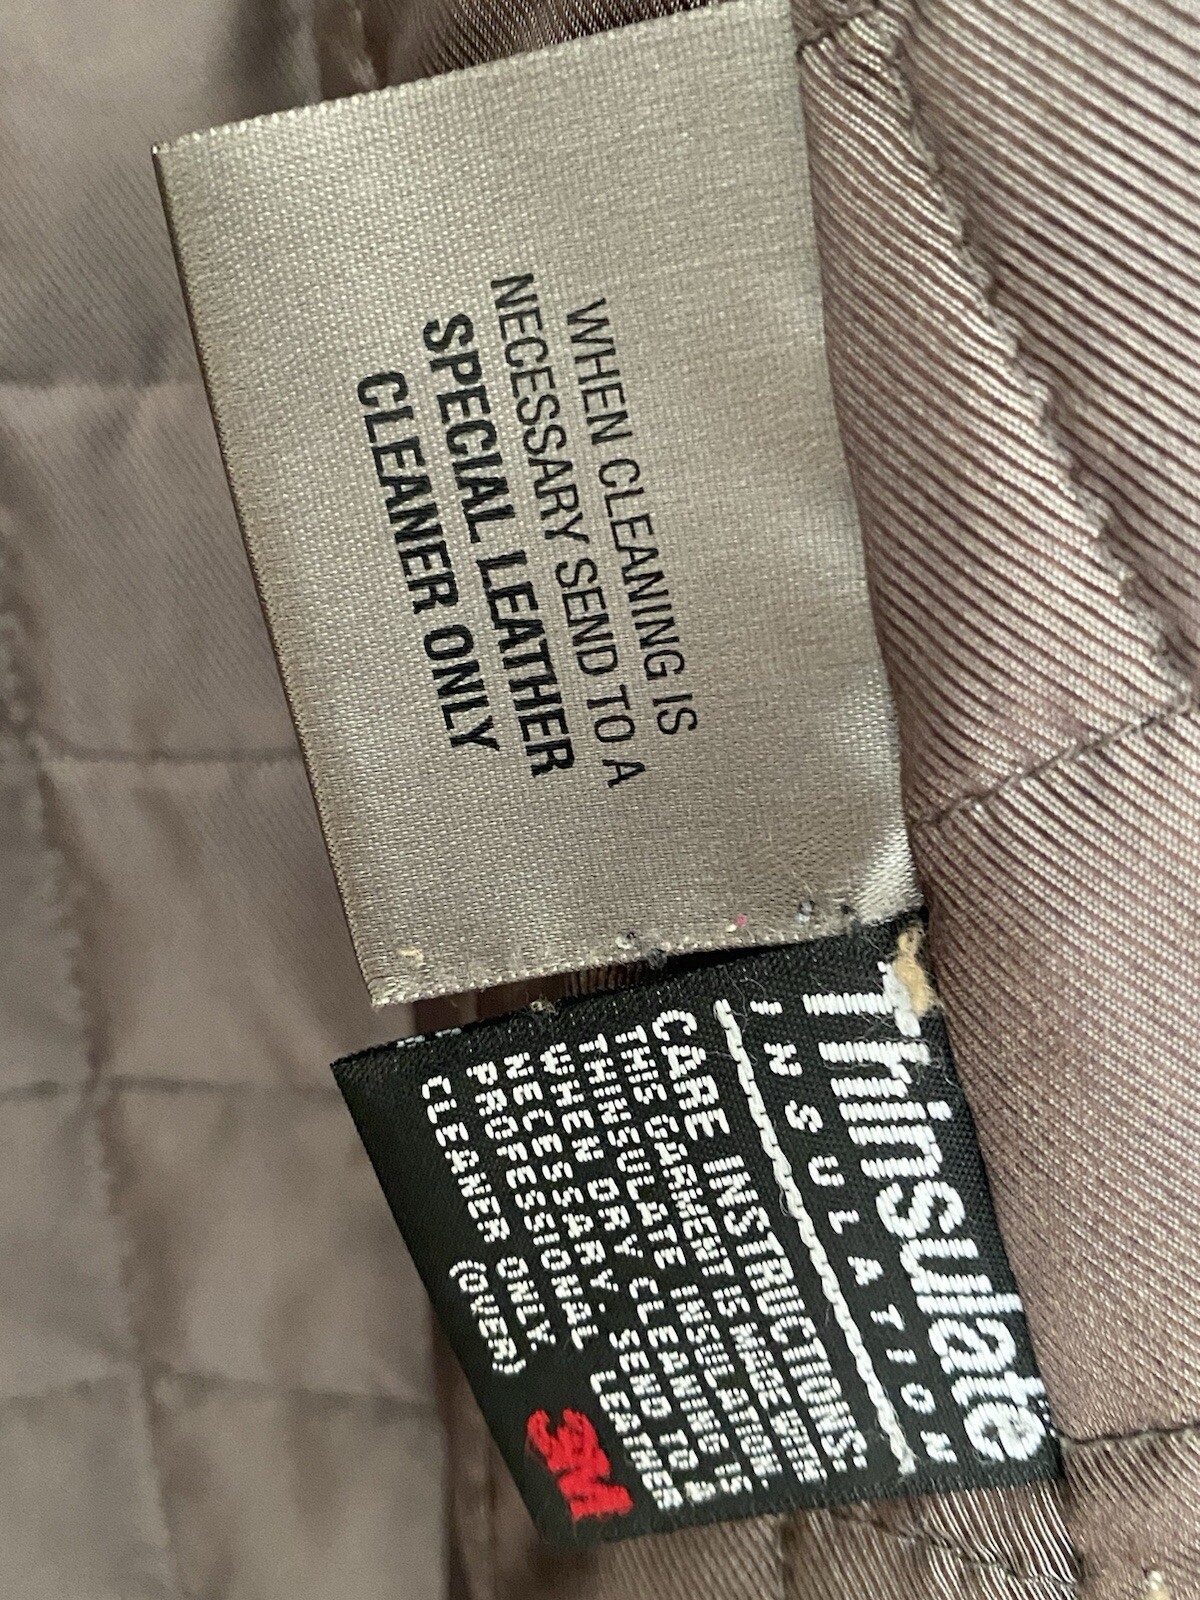 WHEN CLEANING IS
NECESSARY SEND TO A
SPECIAL LEATHER
CLEANER ONLY
Thinsulate
INSULATION
CARE INSTRUCTIONS:
THIS GARMENT IS MADE WITH
THINSULATE INSULATION.
WHEN DRY CLEANING IS
NECESSARY, SEND TO A
PROFESSIONAL LEATHER
CLEANER ONLY.
(OVER)
3M